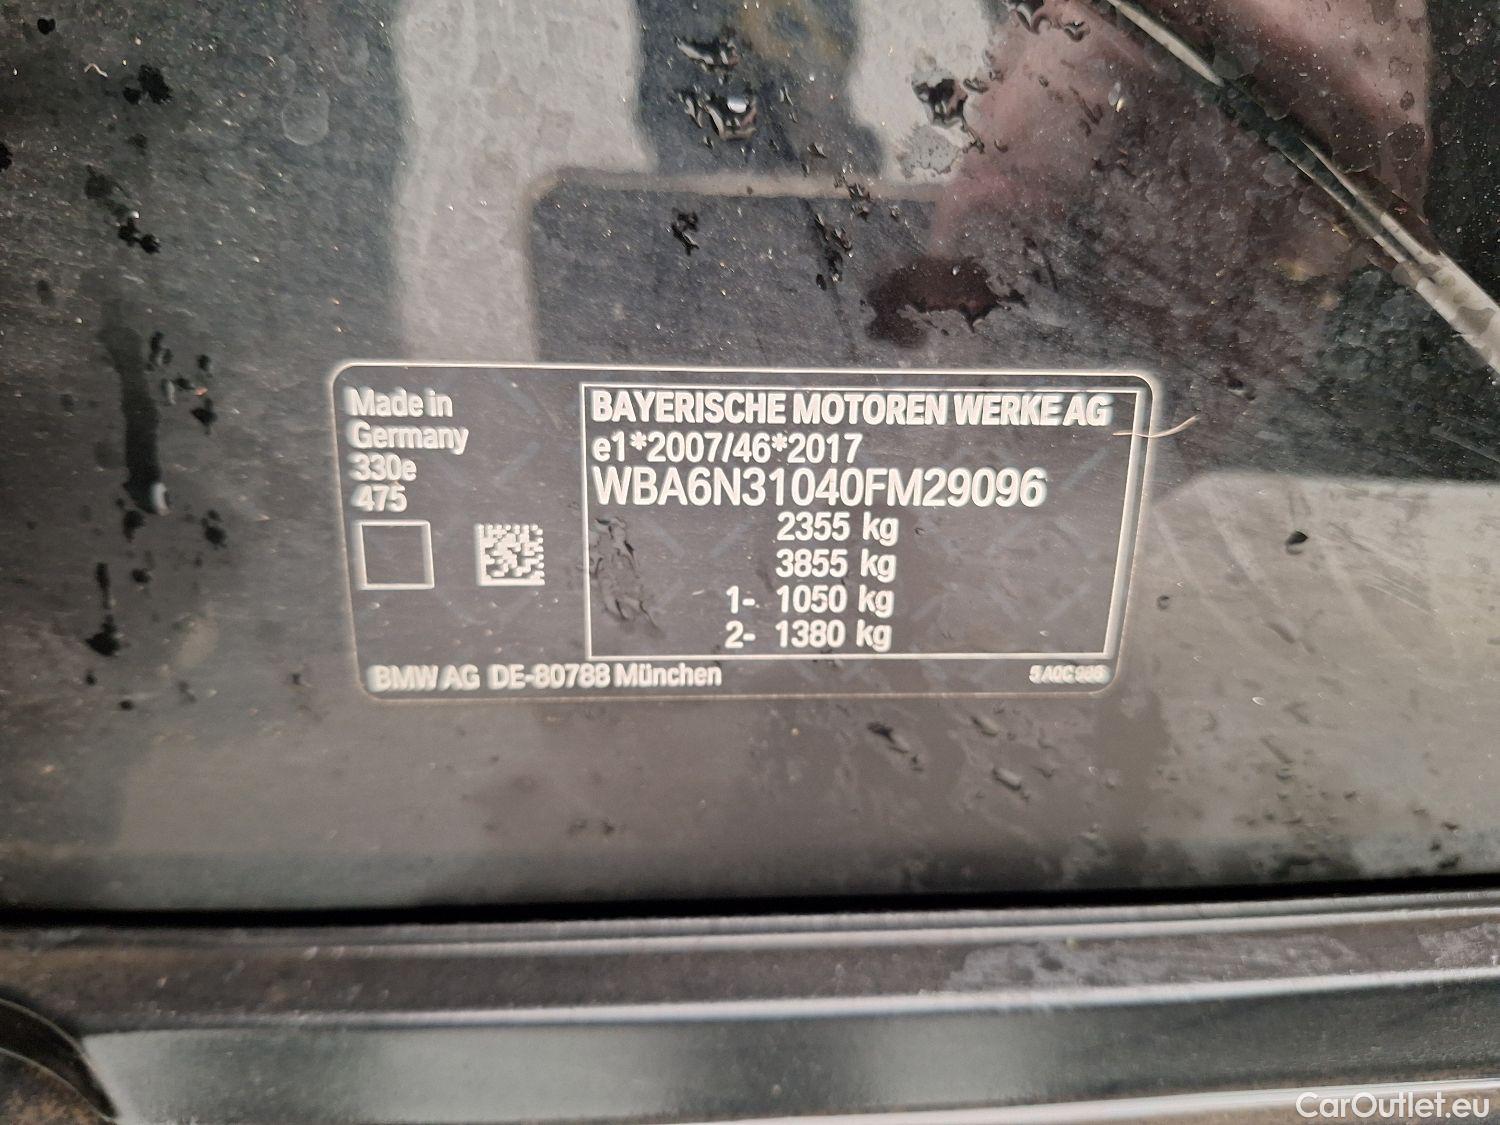 Made in
Germany
330e
475
BAYERISCHE MOTOREN WERKE AG
e1*2007/46*2017
WBA6N31040FM29096
2355 kg
3855 kg
1- 1050 kg
2- 1380 kg
BMW AG DE-80788 München
CarOutlet.eu